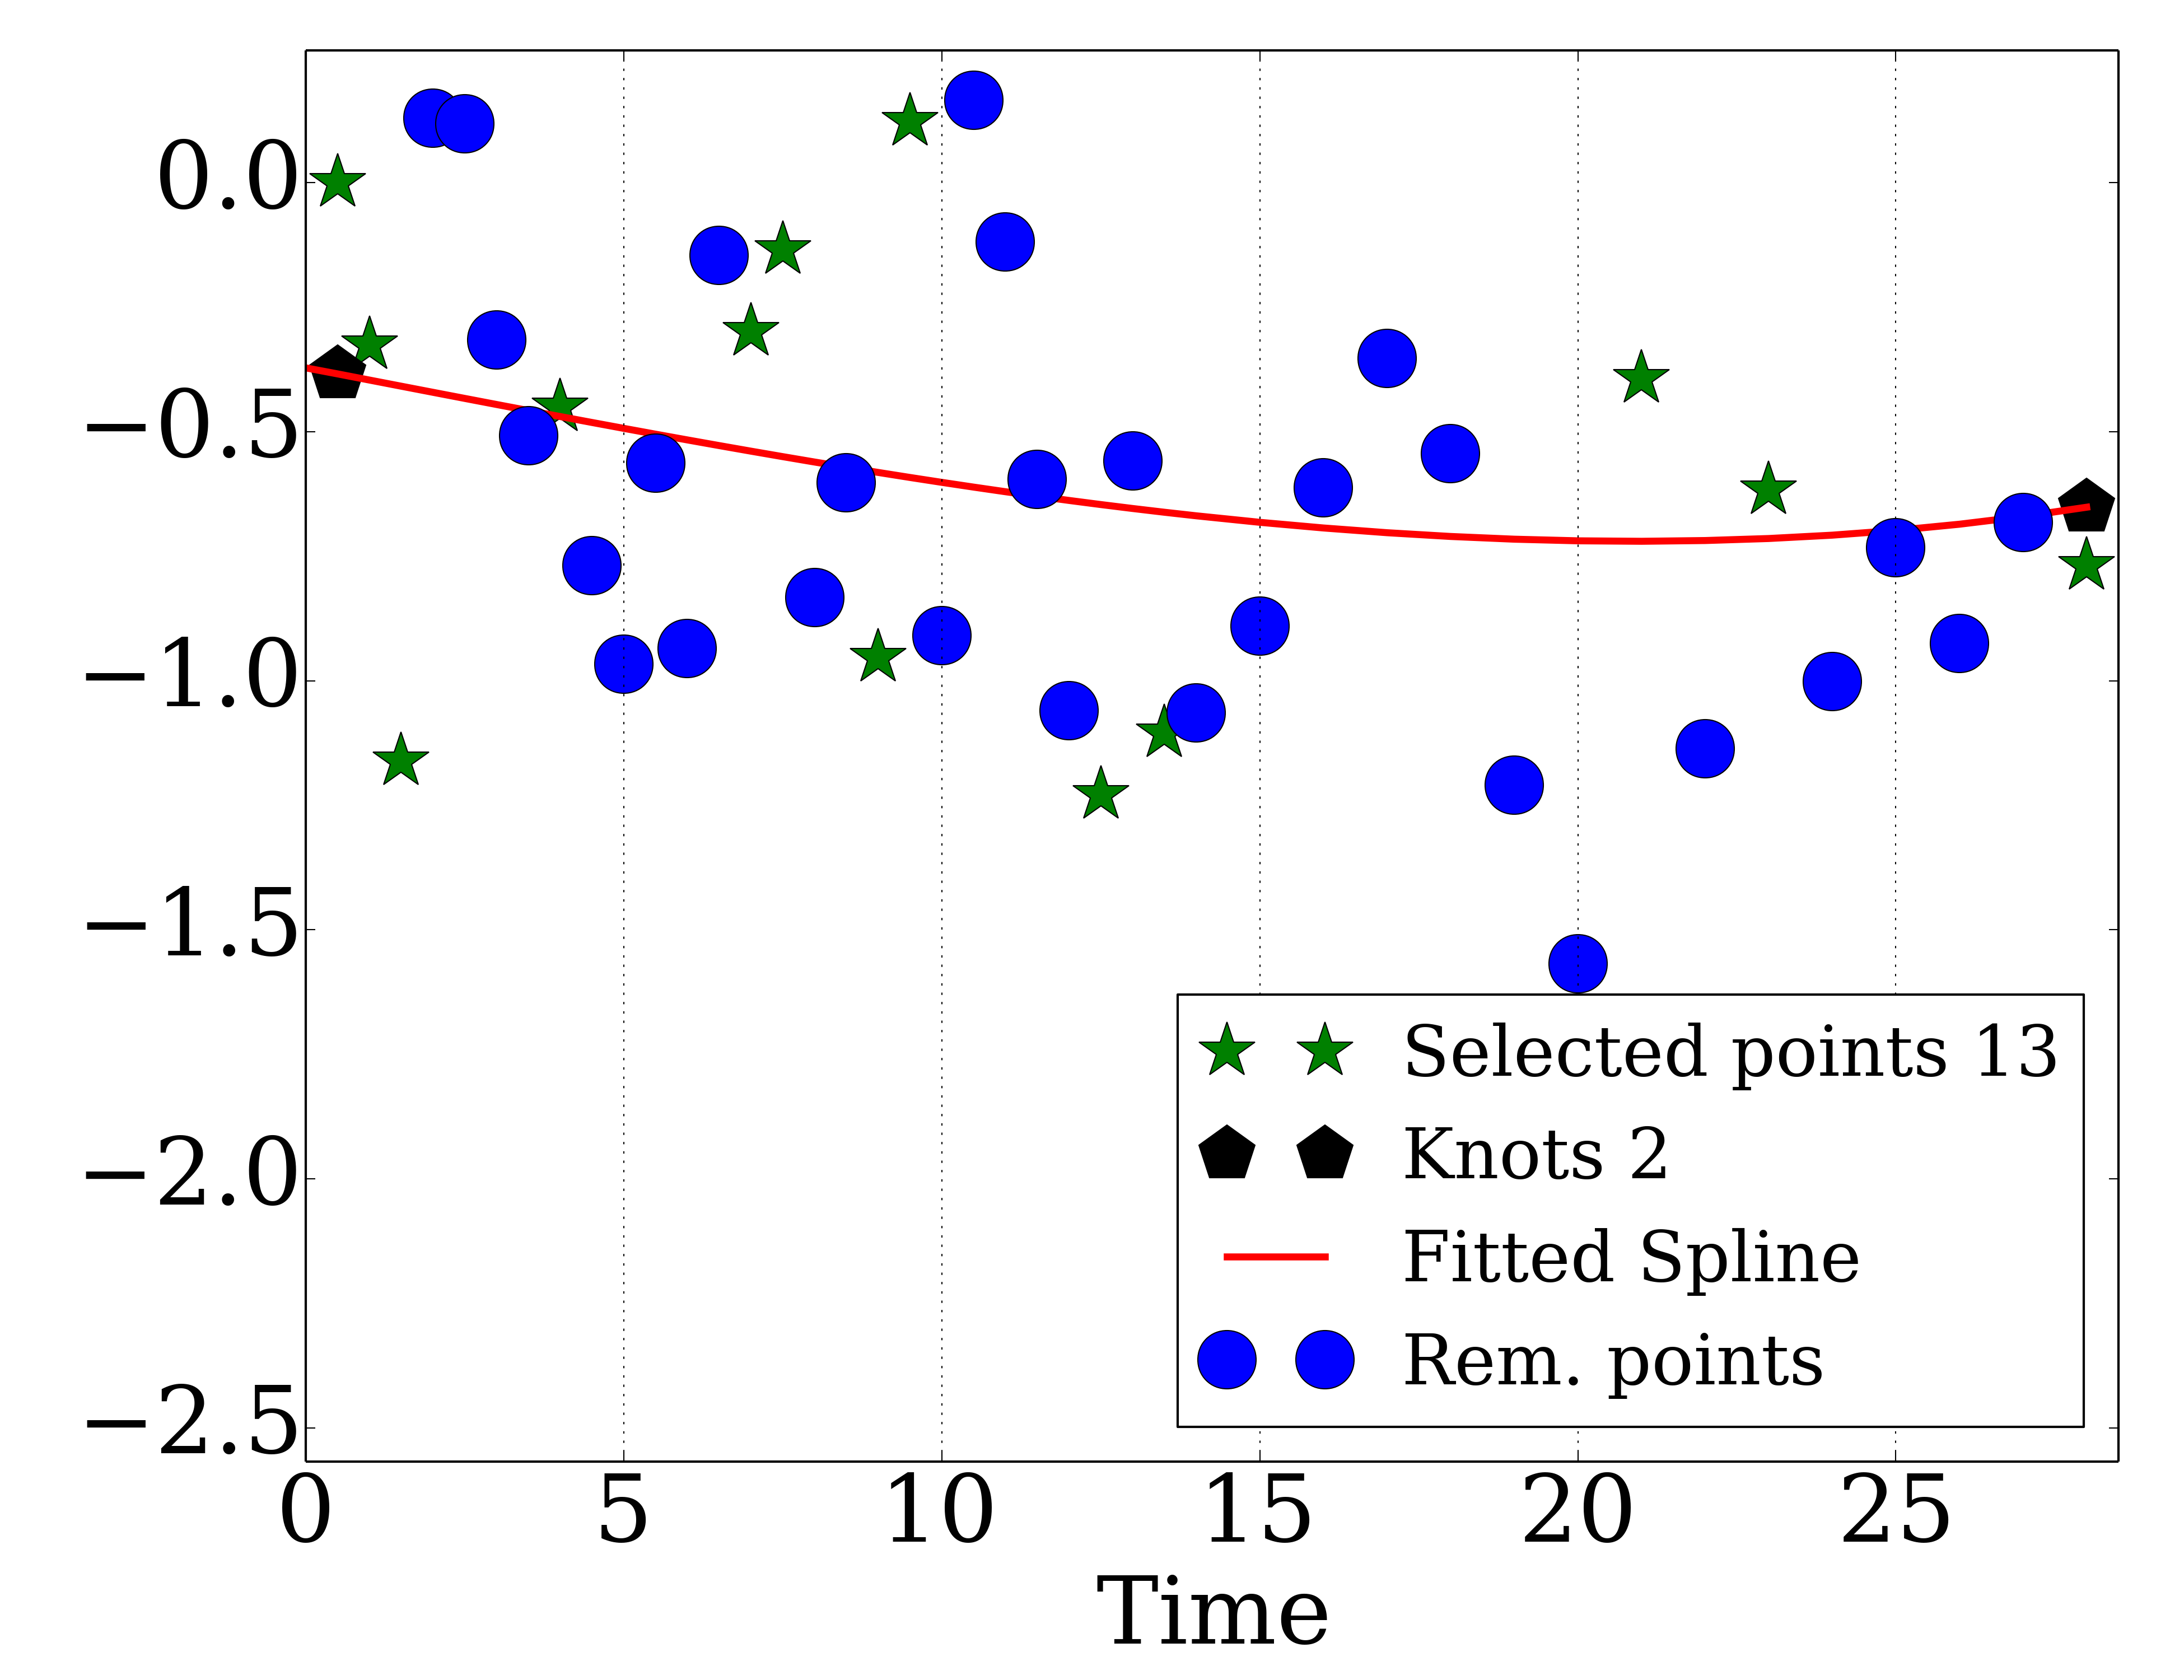 0.0
−0.5
−1.0
−1.5
−2.0
−2.5
0 5 10 15 20 25
Time
Selected points 13
Knots 2
Fitted Spline
Rem. points